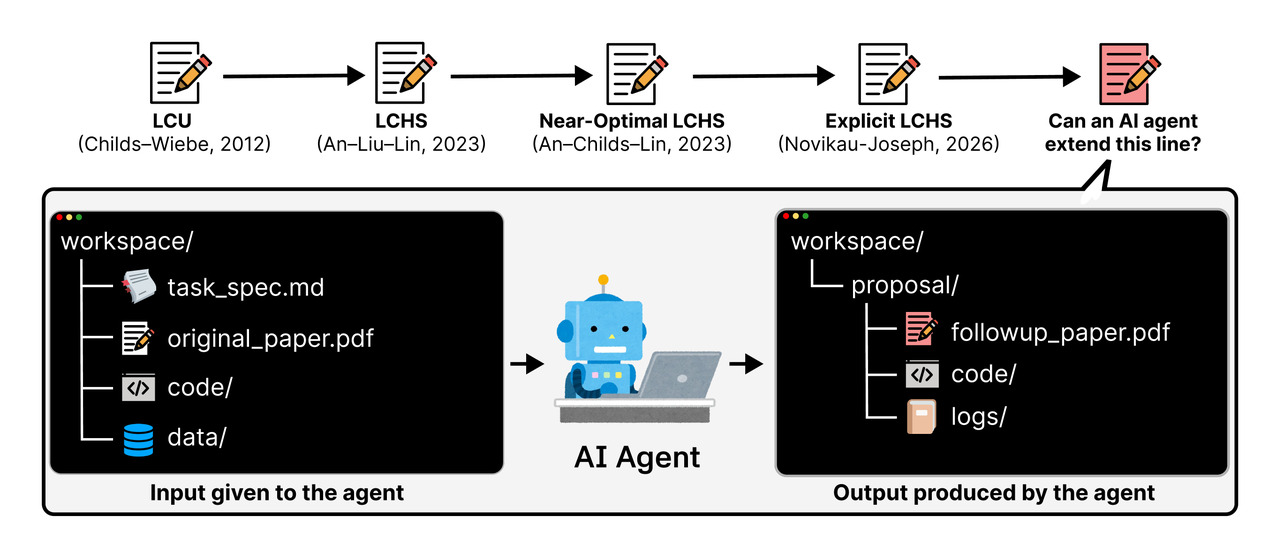 LCU
(Childs–Wiebe, 2012)
LCHS
(An–Liu–Lin, 2023)
Near-Optimal LCHS
(An–Childs–Lin, 2023)
Explicit LCHS
(Novikau-Joseph, 2026)
Can an AI agent
extend this line?
workspace/
task_spec.md
original_paper.pdf
</>
code/
data/
Input given to the agent
AI Agent
workspace/
proposal/
followup_paper.pdf
</>
code/
logs/
Output produced by the agent